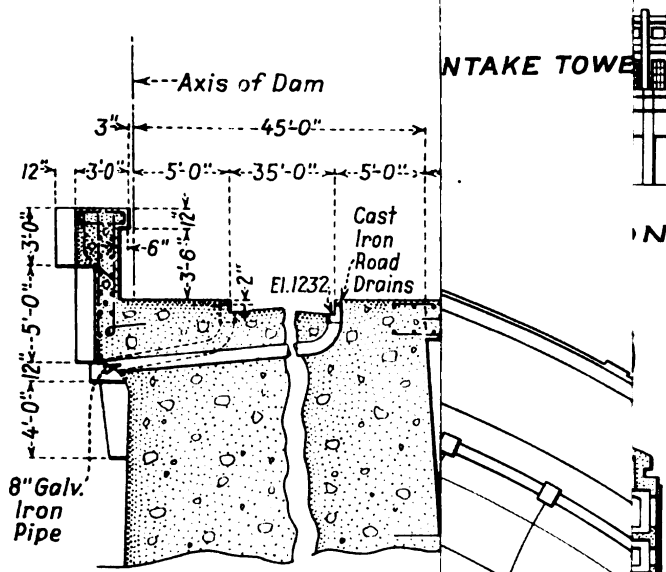 Axis of Dam
NTAKE TOWE
3" 45'-0"
12" 3'-0" 5'-0" 35'-0" 5'-0"
3'-0"
12"
6"
3'-6"
2"
Cast
Iron
Road
Drains
El.1232
N
5'-0"
12"
4'-0"
8" Galv.
Iron
Pipe